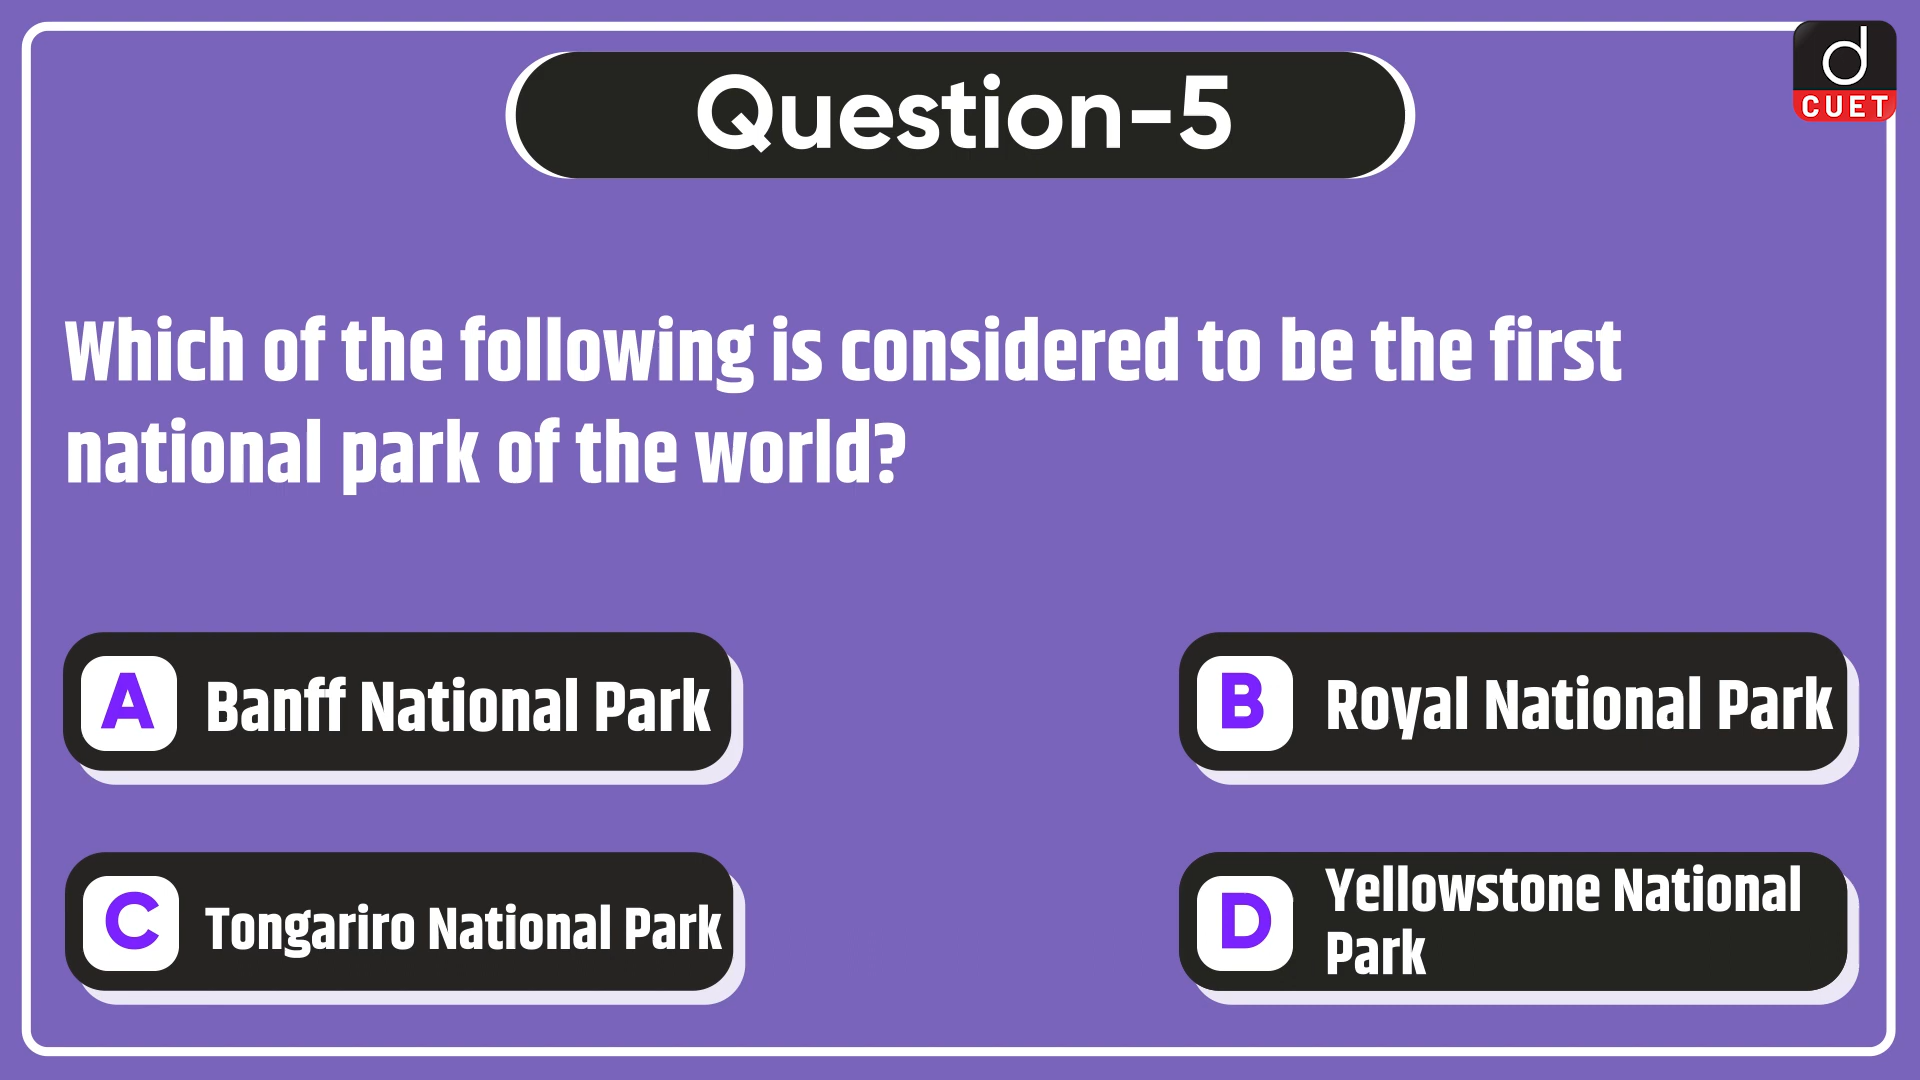 d
CUET
Question-5
Which of the following is considered to be the first
national park of the world?
A Banff National Park
B Royal National Park
C Tongariro National Park
D Yellowstone National
Park